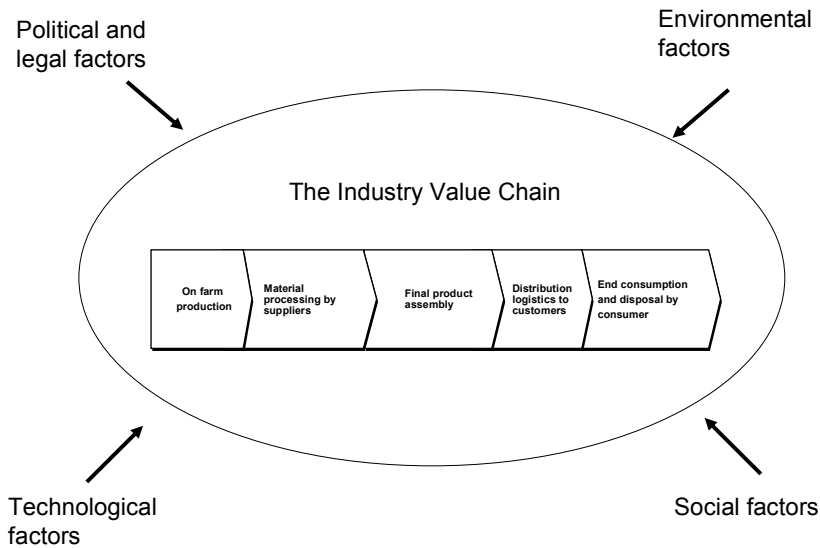 Political and
legal factors
Environmental
factors
The Industry Value Chain
On farm
production
Material
processing by
suppliers
Final product
assembly
Distribution
logistics to
customers
End consumption
and disposal by
consumer
Technological
factors
Social factors